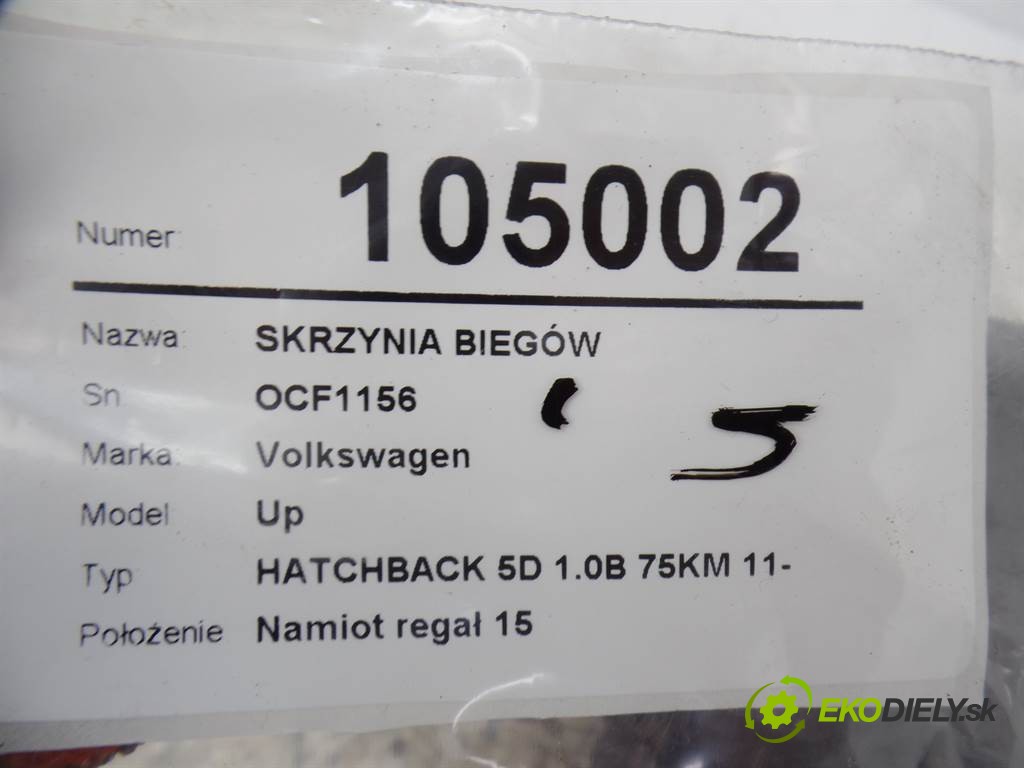 Numer: 105002
Nazwa: SKRZYNIA BIEGÓW
Sn OCF1156
Marka: Volkswagen
5
Model Up
Typ HATCHBACK 5D 1.0B 75KM 11-
Położenie Namiot regał 15
EKODIELY.sk